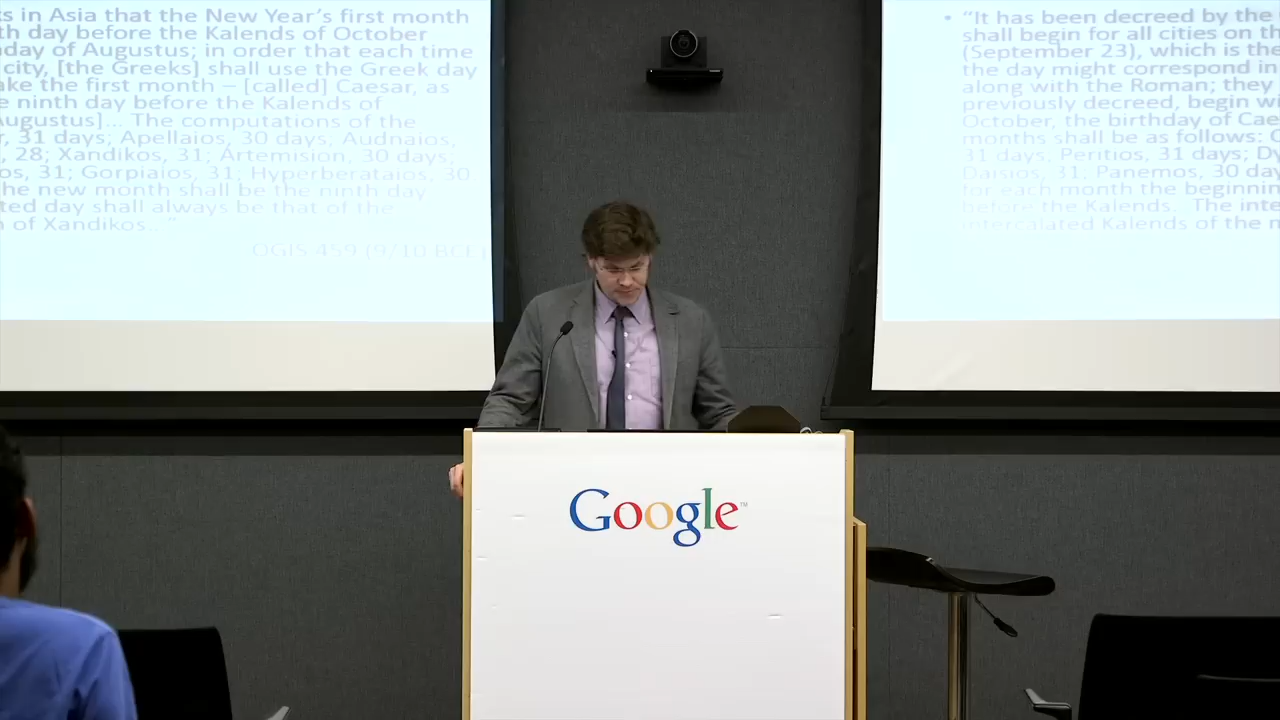 s in Asia that the New Year's first month
th day before the Kalends of October
day of Augustus; in order that each time
city, [the Greeks] shall use the Greek day
ke the first month – [called] Caesar, as
e ninth day before the Kalends of
Augustus]... The computations of the
r, 31 days; Apellaios, 30 days; Audnaios,
, 28; Xandikos, 31; Artemision, 30 days;
os, 31; Gorpiaios, 31; Hyperberataios, 30
he new month shall be the ninth day
ted day shall always be that of the
n of Xandikos.."
OGIS 459 (9/10 BCE)
• "It has been decreed by the
shall begin for all cities on th
(September 23), which is the
the day might correspond in
along with the Roman; they
previously decreed, begin wi
October, the birthday of Cae
months shall be as follows: C
31 days; Peritios, 31 days; Dy
Daisios, 31, Panemos, 30 day
for each month the beginnin
before the Kalends. The inte
intercalated Kalends of the n
Google™